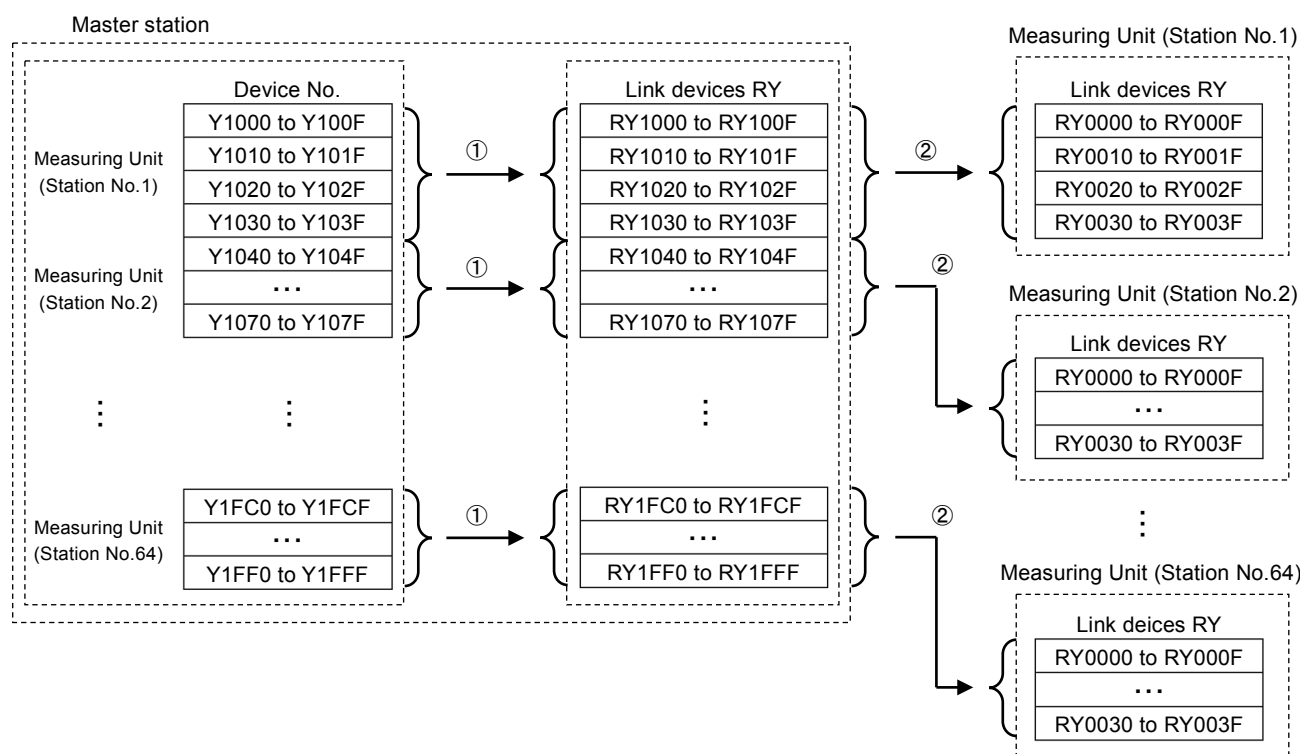 Master station
Device No.
Measuring Unit
(Station No.1)
Y1000 to Y100F
Y1010 to Y101F
Y1020 to Y102F
Y1030 to Y103F
Measuring Unit
(Station No.2)
Y1040 to Y104F
...
Y1070 to Y107F
⋮
⋮
Measuring Unit
(Station No.64)
Y1FC0 to Y1FCF
...
Y1FF0 to Y1FFF
①
①
①
Link devices RY
RY1000 to RY100F
RY1010 to RY101F
RY1020 to RY102F
RY1030 to RY103F
RY1040 to RY104F
...
RY1070 to RY107F
⋮
RY1FC0 to RY1FCF
...
RY1FF0 to RY1FFF
②
②
②
Measuring Unit (Station No.1)
Link devices RY
RY0000 to RY000F
RY0010 to RY001F
RY0020 to RY002F
RY0030 to RY003F
Measuring Unit (Station No.2)
Link devices RY
RY0000 to RY000F
...
RY0030 to RY003F
⋮
Measuring Unit (Station No.64)
Link deices RY
RY0000 to RY000F
...
RY0030 to RY003F